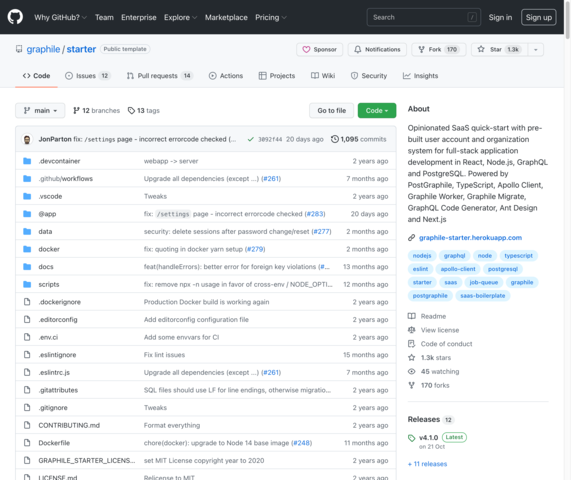 Why GitHub? Team Enterprise Explore Marketplace Pricing Search / Sign in Sign up
graphile / starter Public template
Sponsor Notifications Fork 170 Star 1.3k
Code Issues 12 Pull requests 14 Actions Projects Wiki Security Insights
main 12 branches 13 tags Go to file Code
JonParton fix: /settings page - incorrect errorcode checked (... 3092f44 20 days ago 1,095 commits
.devcontainer webapp -> server 2 years ago
.github/workflows Upgrade all dependencies (except ...) (#261) 7 months ago
.vscode Tweaks 2 years ago
@app fix: /settings page - incorrect errorcode checked (#283) 20 days ago
data security: delete sessions after password change/reset (#277) 2 months ago
docker fix: quoting in docker yarn setup (#279) 2 months ago
docs feat(handleErrors): better error for foreign key violations (#... 13 months ago
scripts fix: remove npx -n usage in favor of cross-env / NODE_OPTI... 12 months ago
.dockerignore Production Docker build is working again 2 years ago
.editorconfig Add editorconfig configuration file 2 years ago
.env.ci Add some envvars for CI 2 years ago
.eslintignore Fix lint issues 15 months ago
.eslintrc.js Upgrade all dependencies (except ...) (#261) 7 months ago
.gitattributes SQL files should use LF for line endings, otherwise migratio... 2 years ago
.gitignore Tweaks 2 years ago
CONTRIBUTING.md Format everything 2 years ago
Dockerfile chore(docker): upgrade to Node 14 base image (#248) 11 months ago
GRAPHILE_STARTER_LICENS... set MIT License copyright year to 2020 2 years ago
LICENSE.md Relicense to MIT 2 years ago
About
Opinionated SaaS quick-start with pre-
built user account and organization
system for full-stack application
development in React, Node.js, GraphQL
and PostgreSQL. Powered by
PostGraphile, TypeScript, Apollo Client,
Graphile Worker, Graphile Migrate,
GraphQL Code Generator, Ant Design
and Next.js
graphile-starter.herokuapp.com
nodejs graphql node typescript
eslint apollo-client postgresql
starter saas job-queue graphile
postgraphile saas-boilerplate
Readme
View license
Code of conduct
1.3k stars
45 watching
170 forks
Releases 12
v4.1.0 Latest
on 21 Oct
+ 11 releases